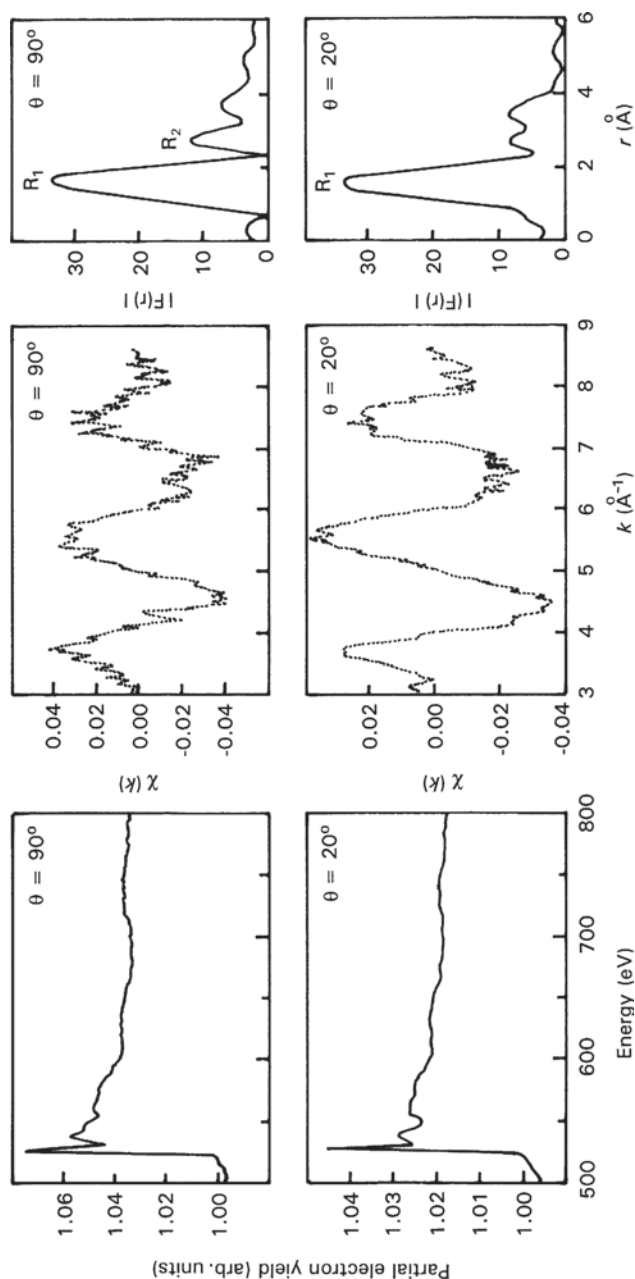 Partial electron yield (arb. units)
1.06
1.04
1.02
1.00
θ = 90°
χ (k)
0.04
0.02
0.00
-0.02
-0.04
θ = 90°
| F(r) |
30
20
10
0
R₁
R₂
θ = 90°
1.04
1.03
1.02
1.01
1.00
θ = 20°
500
600
700
800
Energy (eV)
χ (k)
0.02
0.00
-0.02
-0.04
θ = 20°
3
4
5
6
7
8
9
k (Å⁻¹)
| F(r) |
30
20
10
0
R₁
θ = 20°
0
2
4
6
r (Å)